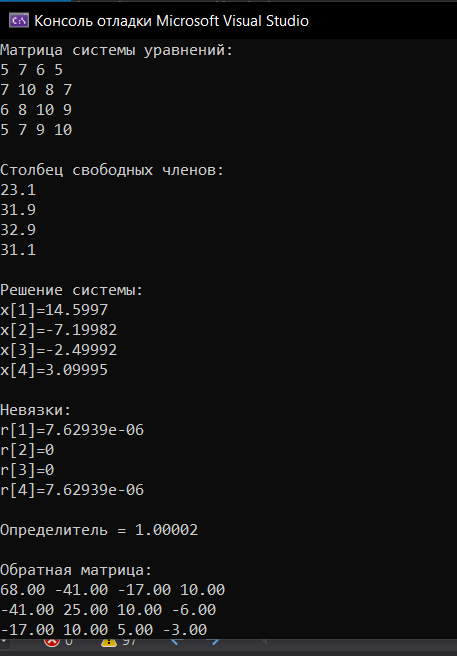 C:\ Консоль отладки Microsoft Visual Studio
Матрица системы уравнений:
5 7 6 5
7 10 8 7
6 8 10 9
5 7 9 10
Столбец свободных членов:
23.1
31.9
32.9
31.1
Решение системы:
x[1]=14.5997
x[2]=-7.19982
x[3]=-2.49992
x[4]=3.09995
Невязки:
r[1]=7.62939e-06
r[2]=0
r[3]=0
r[4]=7.62939e-06
Определитель = 1.00002
Обратная матрица:
68.00 -41.00 -17.00 10.00
-41.00 25.00 10.00 -6.00
-17.00 10.00 5.00 -3.00